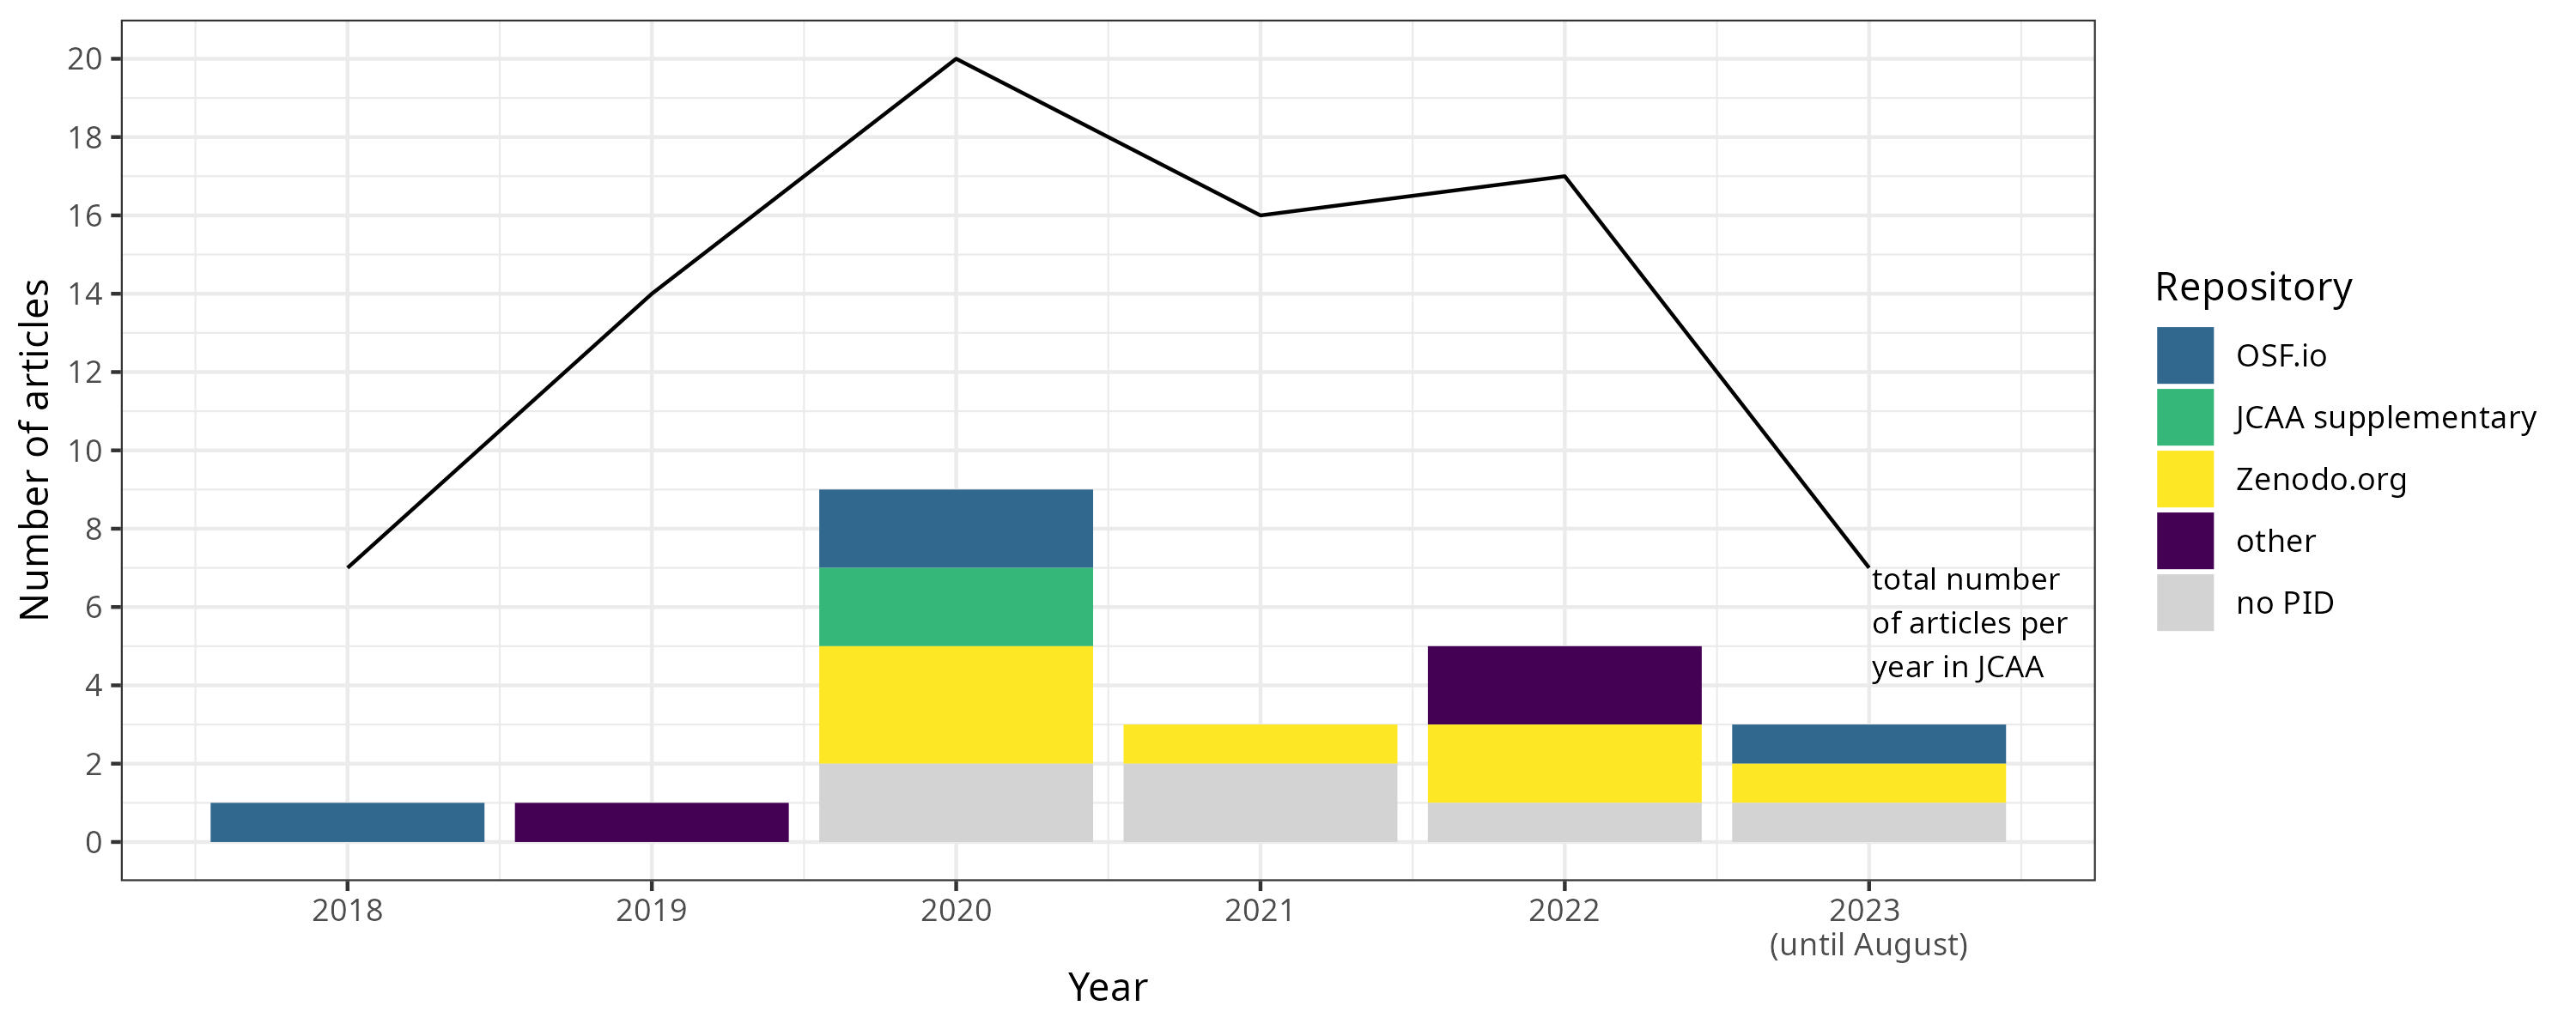 Number of articles
20
18
16
14
12
10
8
6
4
2
0
total number
of articles per
year in JCAA
2018
2019
2020
2021
2022
2023
(until August)
Year
Repository
OSF.io
JCAA supplementary
Zenodo.org
other
no PID